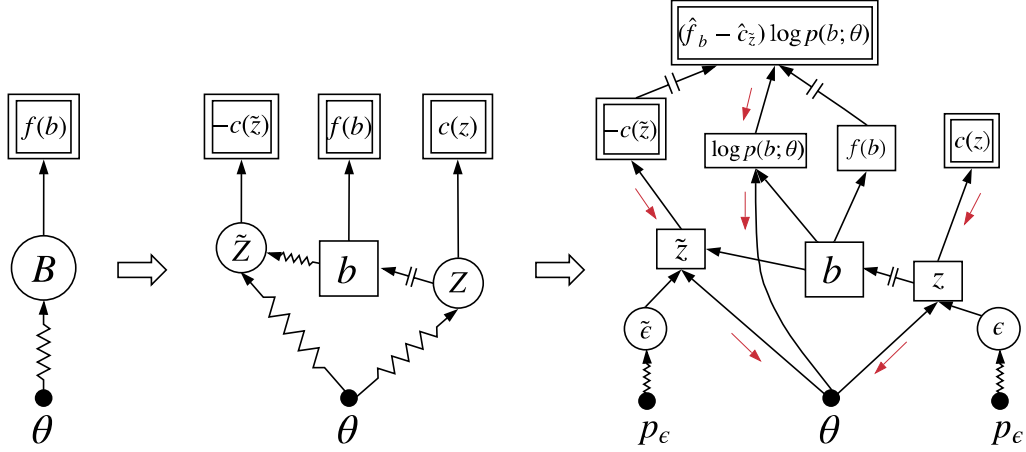 (f̂_b − ĉ_z̃) log p(b; θ)
f(b)
−c(z̃)
f(b)
c(z)
−c(z̃)
log p(b; θ)
f(b)
c(z)
B
Z̃
b
Z
z̃
b
z
ϵ̃
ϵ
θ
θ
p_ϵ
θ
p_ϵ